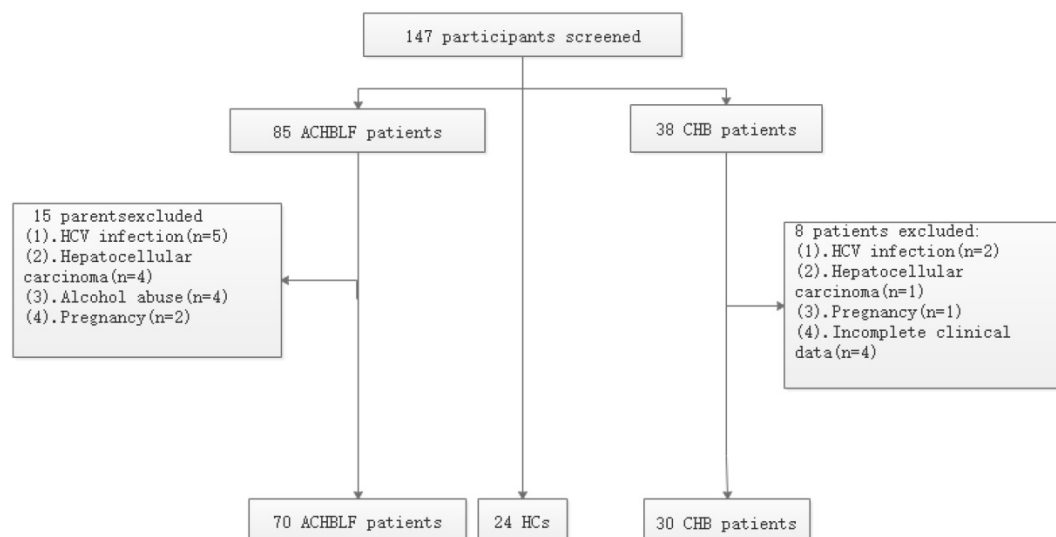 147 participants screened
85 ACHBLF patients
38 CHB patients
15 parentsexcluded
(1).HCV infection(n=5)
(2).Hepatocellular
carcinoma(n=4)
(3).Alcohol abuse(n=4)
(4).Pregnancy(n=2)
8 patients excluded:
(1).HCV infection(n=2)
(2).Hepatocellular
carcinoma(n=1)
(3).Pregnancy(n=1)
(4).Incomplete clinical
data(n=4)
70 ACHBLF patients
24 HCs
30 CHB patients